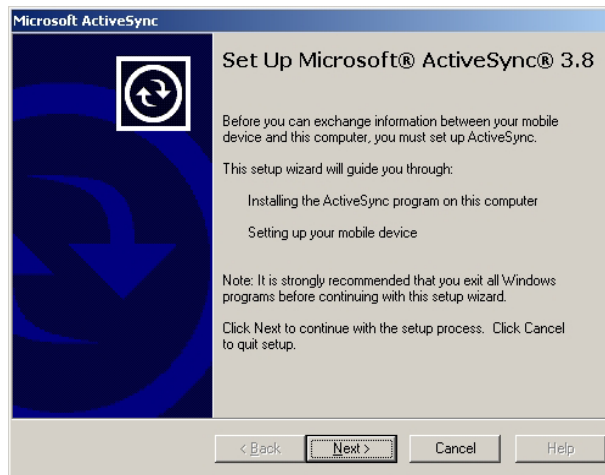 Microsoft ActiveSync
Set Up Microsoft® ActiveSync® 3.8
Before you can exchange information between your mobile
device and this computer, you must set up ActiveSync.
This setup wizard will guide you through:
Installing the ActiveSync program on this computer
Setting up your mobile device
Note: It is strongly recommended that you exit all Windows
programs before continuing with this setup wizard.
Click Next to continue with the setup process.  Click Cancel
to quit setup.
< Back Next > Cancel Help